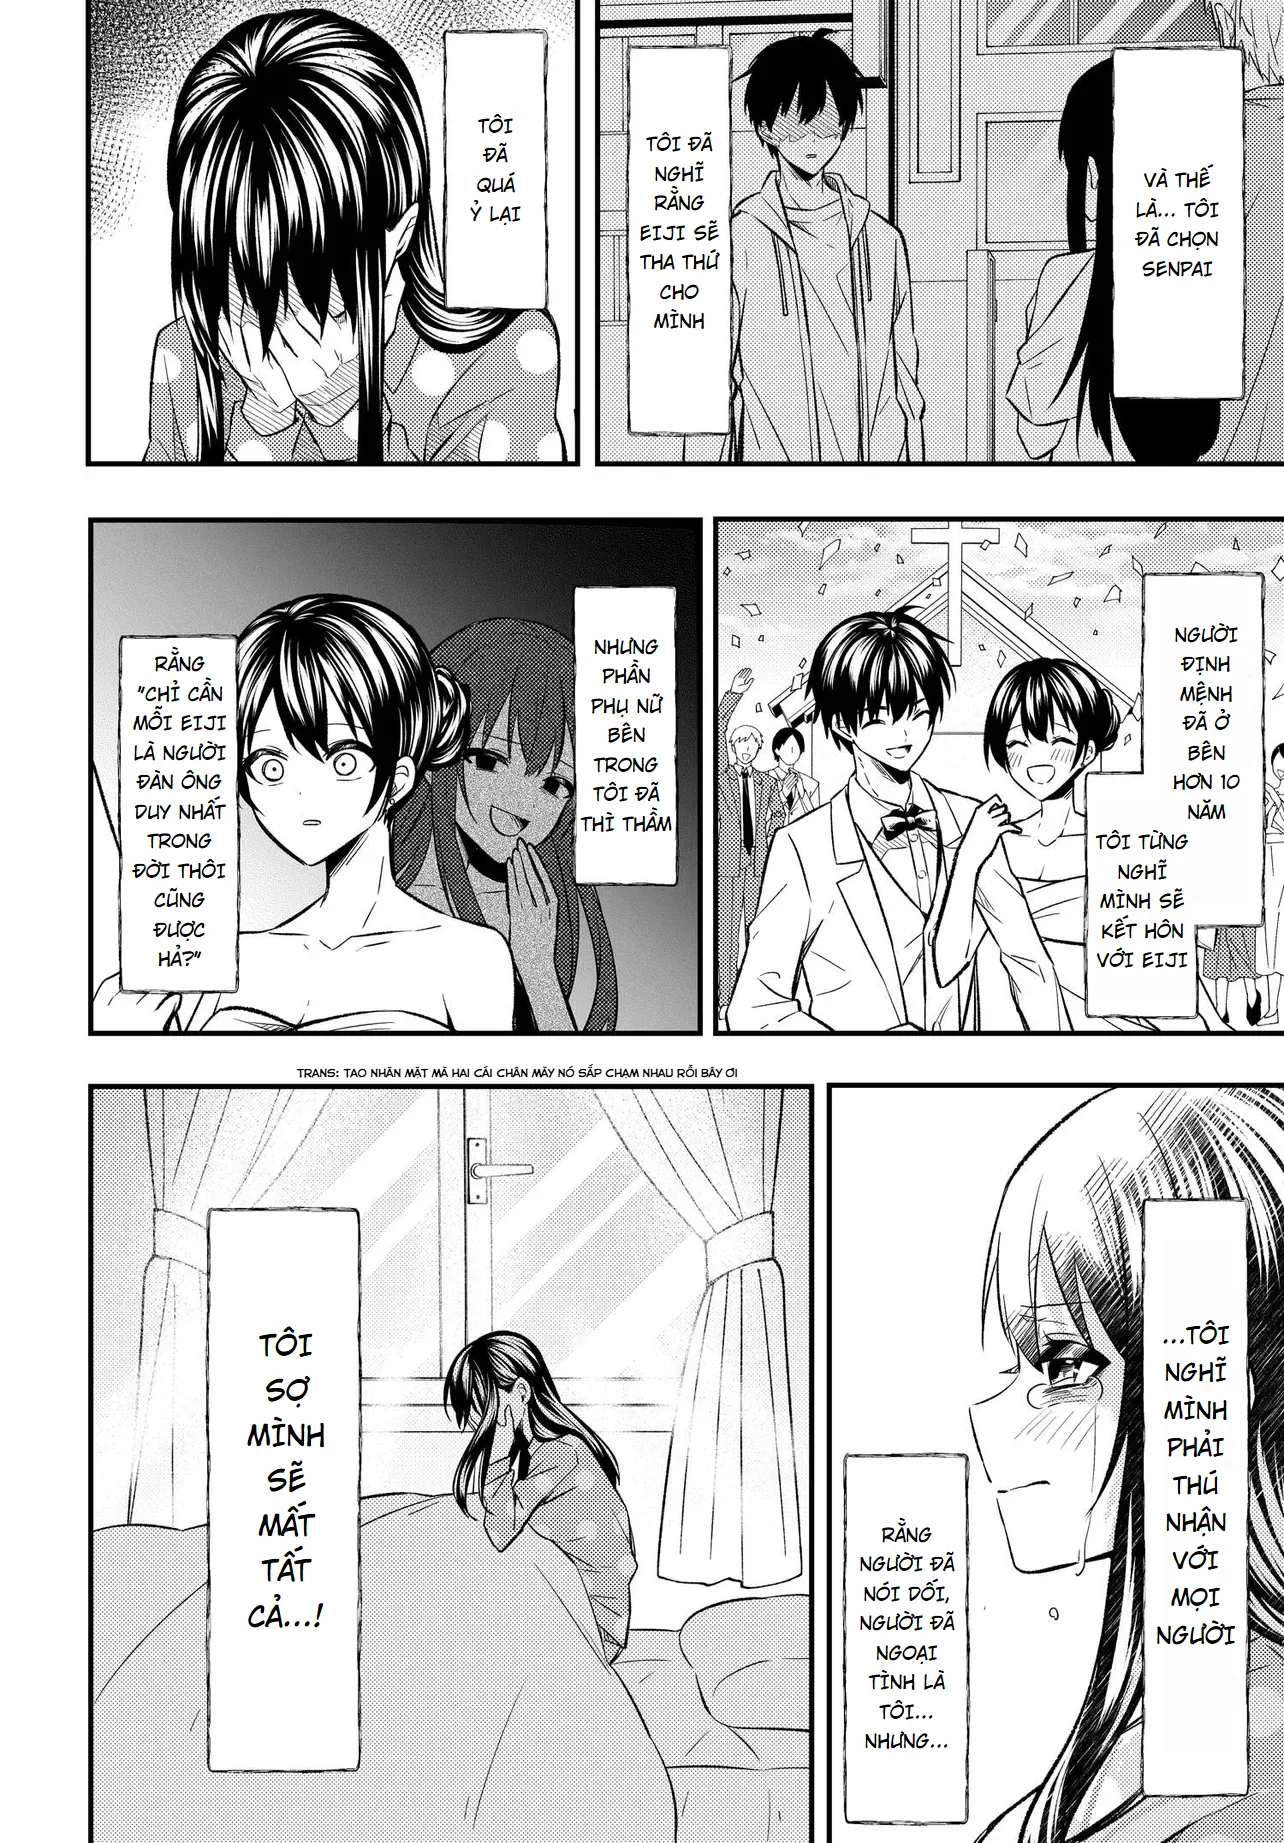 VÀ THẾ
LÀ... TÔI
ĐÃ CHỌN
SENPAI
TÔI ĐÃ
NGHĨ
RẰNG
EIJI SẼ
THA THỨ
CHO
MÌNH
TÔI
ĐÃ
QUÁ
Ỷ LẠI
NGƯỜI
ĐỊNH
MỆNH
ĐÃ Ở
BÊN
HƠN 10
NĂM
TÔI TỪNG
NGHĨ
MÌNH SẼ
KẾT HÔN
VỚI EIJI
NHƯNG
PHẦN
PHỤ NỮ
BÊN
TRONG
TÔI ĐÃ
THÌ THẦM
RẰNG
"CHỈ CẦN
MỖI EIJI
LÀ NGƯỜI
ĐÀN ÔNG
DUY NHẤT
TRONG
ĐỜI THÔI
CŨNG
ĐƯỢC
HẢ?"
TRANS: TAO NHĂN MẶT MÀ HAI CÁI CHÂN MÀY NÓ SẮP CHẠM NHAU RỒI BÂY ƠI
...TÔI
NGHĨ
MÌNH
PHẢI
THÚ
NHẬN
VỚI
MỌI
NGƯỜI
RẰNG
NGƯỜI ĐÃ
NÓI DỐI,
NGƯỜI ĐÃ
NGOẠI
TÌNH LÀ
TÔI...
NHƯNG...
TÔI
SỢ
MÌNH
SẼ
MẤT
TẤT
CẢ...!